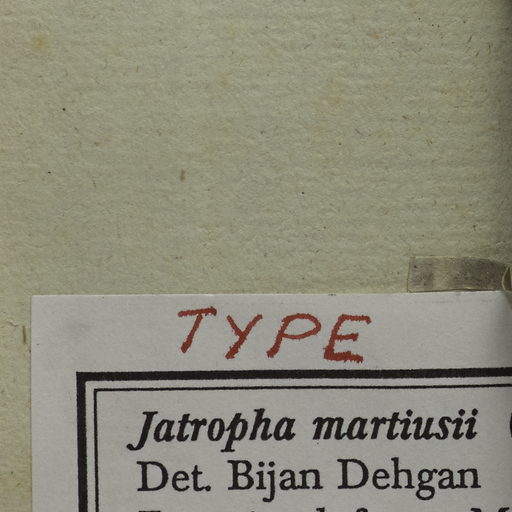 TYPE
Jatropha martiusii (
Det. Bijan Dehgan